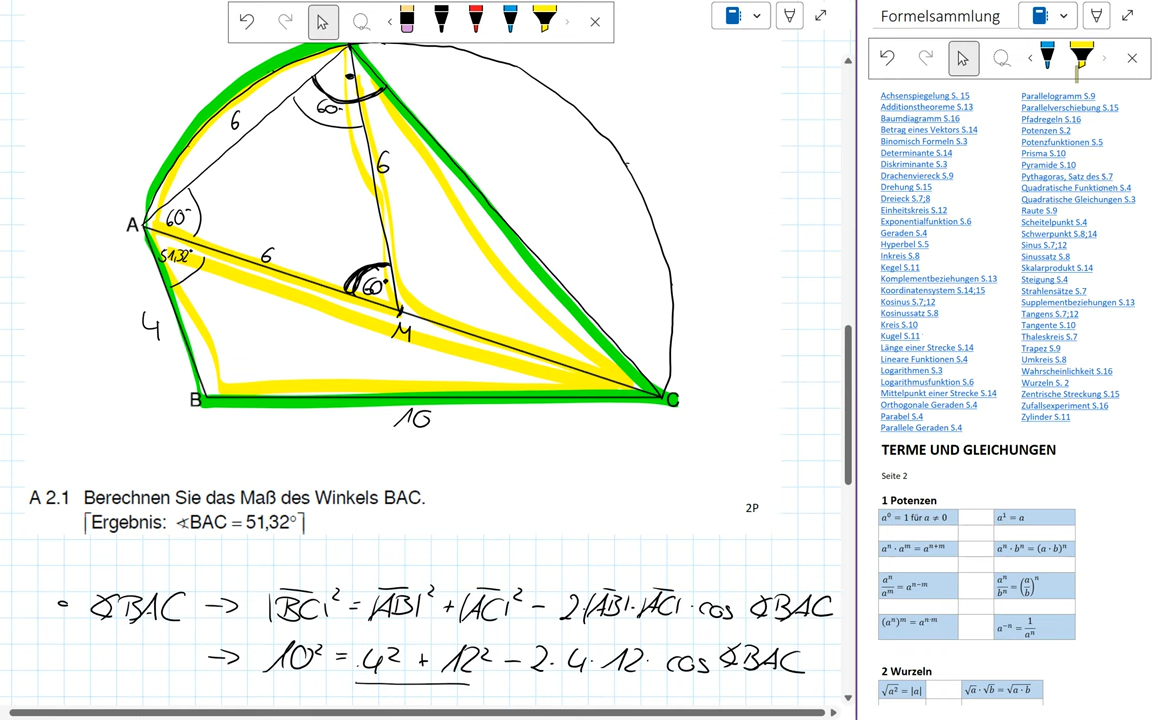 60°
6
6
A
60°
51,32°
6
60°
4
M
B
C
10
A 2.1 Berechnen Sie das Maß des Winkels BAC.
2P
⌈Ergebnis: ∢BAC = 51,32°⌉
• ∢BAC → |BC|² = |AB|² + |AC|² − 2·|AB|·|AC|·cos ∢BAC
→ 10² = 4² + 12² − 2·4·12·cos ∢BAC
Formelsammlung
Achsenspiegelung S. 15
Additionstheoreme S.13
Baumdiagramm S.16
Betrag eines Vektors S.14
Binomisch Formeln S.3
Determinante S.14
Diskriminante S.3
Drachenviereck S.9
Drehung S.15
Dreieck S.7;8
Einheitskreis S.12
Exponentialfunktion S.6
Geraden S.4
Hyperbel S.5
Inkreis S.8
Kegel S.11
Komplementbeziehungen S.13
Koordinatensystem S.14;15
Kosinus S.7;12
Kosinussatz S.8
Kreis S.10
Kugel S.11
Länge einer Strecke S.14
Lineare Funktionen S.4
Logarithmen S.3
Logarithmusfunktion S.6
Mittelpunkt einer Strecke S.14
Orthogonale Geraden S.4
Parabel S.4
Parallele Geraden S.4
Parallelogramm S.9
Parallelverschiebung S.15
Pfadregeln S.16
Potenzen S.2
Potenzfunktionen S.5
Prisma S.10
Pyramide S.10
Pythagoras, Satz des S.7
Quadratische Funktionen S.4
Quadratische Gleichungen S.3
Raute S.9
Scheitelpunkt S.4
Schwerpunkt S.8;14
Sinus S.7;12
Sinussatz S.8
Skalarprodukt S.14
Steigung S.4
Strahlensätze S.7
Supplementbeziehungen S.13
Tangens S.7;12
Tangente S.10
Thaleskreis S.7
Trapez S.9
Umkreis S.8
Wahrscheinlichkeit S.16
Wurzeln S. 2
Zentrische Streckung S.15
Zufallsexperiment S.16
Zylinder S.11
TERME UND GLEICHUNGEN
Seite 2
1 Potenzen
a⁰ = 1 für a ≠ 0
a¹ = a
aⁿ · aᵐ = aⁿ⁺ᵐ
aⁿ · bⁿ = (a · b)ⁿ
aⁿ/aᵐ = aⁿ⁻ᵐ
aⁿ/bⁿ = (a/b)ⁿ
(aⁿ)ᵐ = aⁿ·ᵐ
a⁻ⁿ = 1/aⁿ
2 Wurzeln
√a² = |a|
√a · √b = √a · b